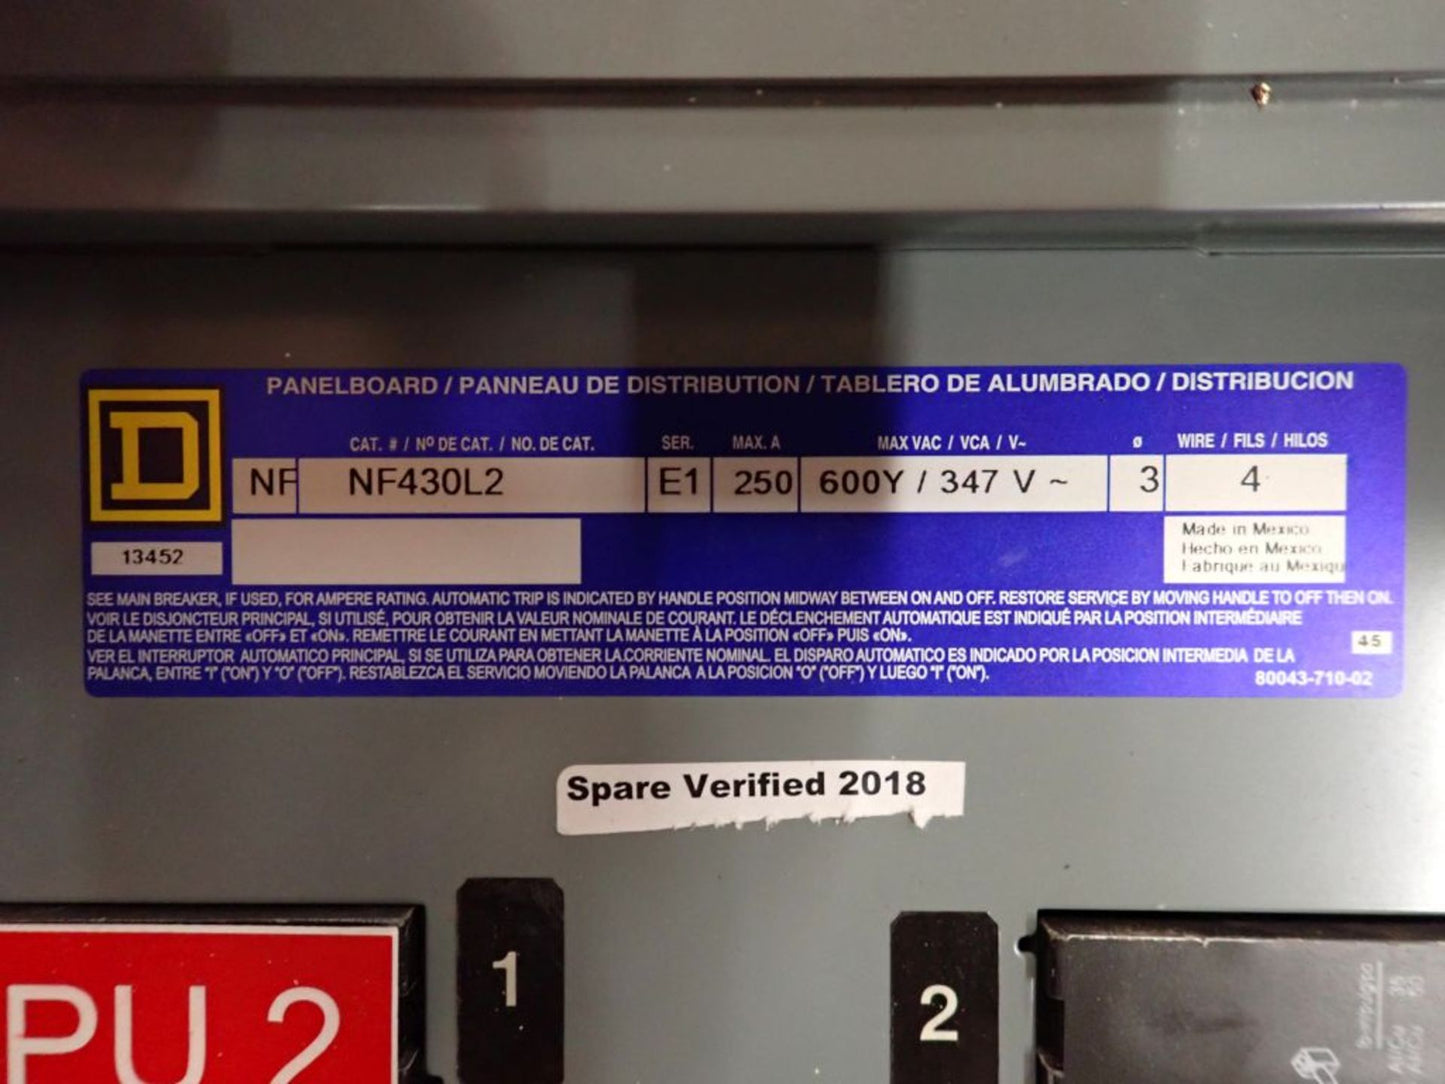 PANELBOARD / PANNEAU DE DISTRIBUTION / TABLERO DE ALUMBRADO / DISTRIBUCION
D
CAT. # / Nº DE CAT. / NO. DE CAT. SER. MAX. A MAX VAC / VCA / V~ ø WIRE / FILS / HILOS
NF NF430L2 E1 250 600Y / 347 V ~ 3 4
13452
Made in Mexico
Hecho en Mexico
Fabrique au Mexiqu
SEE MAIN BREAKER, IF USED, FOR AMPERE RATING. AUTOMATIC TRIP IS INDICATED BY HANDLE POSITION MIDWAY BETWEEN ON AND OFF. RESTORE SERVICE BY MOVING HANDLE TO OFF THEN ON.
VOIR LE DISJONCTEUR PRINCIPAL, SI UTILISÉ, POUR OBTENIR LA VALEUR NOMINALE DE COURANT. LE DÉCLENCHEMENT AUTOMATIQUE EST INDIQUÉ PAR LA POSITION INTERMÉDIAIRE
DE LA MANETTE ENTRE «OFF» ET «ON». REMETTRE LE COURANT EN METTANT LA MANETTE À LA POSITION «OFF» PUIS «ON».
45
VER EL INTERRUPTOR AUTOMATICO PRINCIPAL, SI SE UTILIZA PARA OBTENER LA CORRIENTE NOMINAL. EL DISPARO AUTOMATICO ES INDICADO POR LA POSICION INTERMEDIA DE LA
PALANCA, ENTRE "I" ("ON") Y "O" ("OFF"). RESTABLEZCA EL SERVICIO MOVIENDO LA PALANCA A LA POSICION "O" ("OFF") Y LUEGO "I" ("ON").
80043-710-02
Spare Verified 2018
1
2
PU 2